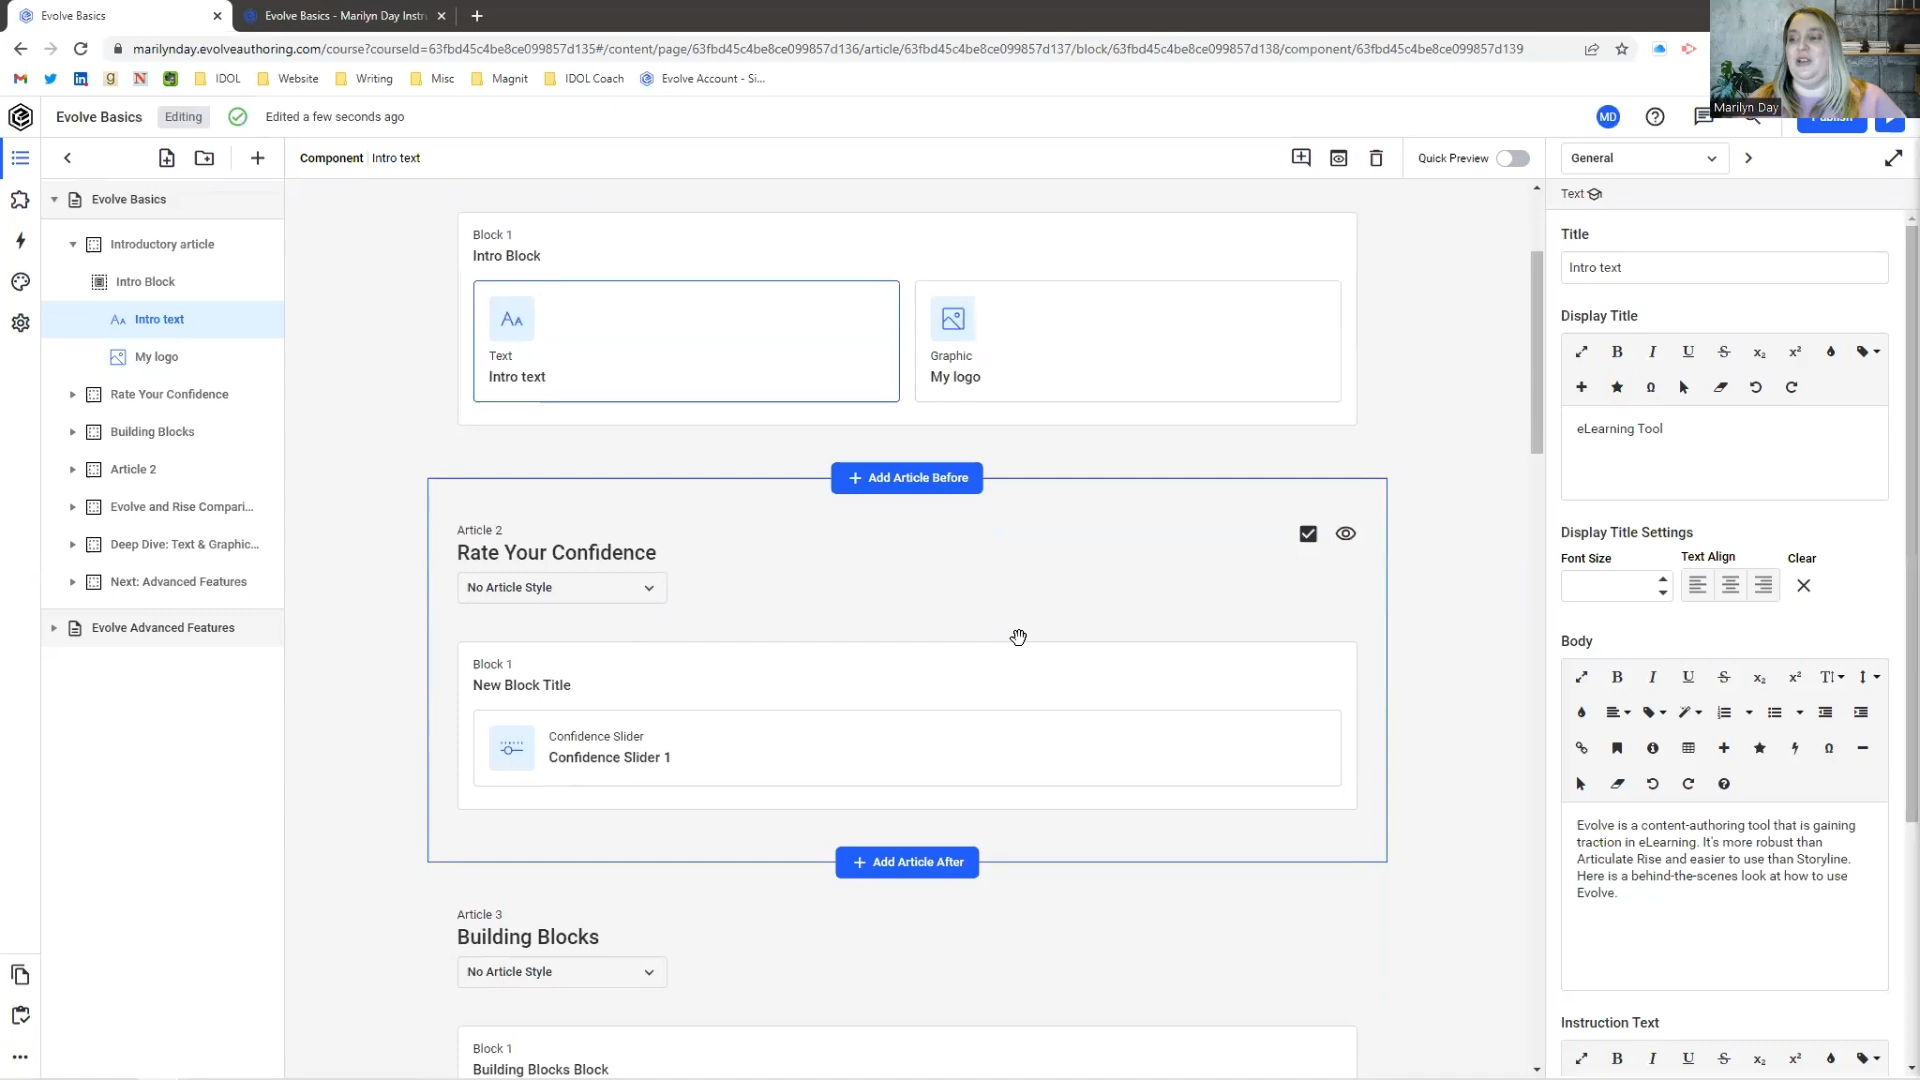 Evolve Basics
Evolve Basics - Marilyn Day Instr
marilynday.evolveauthoring.com/course?courseId=63fbd45c4be8ce099857d135#/content/page/63fbd45c4be8ce099857d136/article/63fbd45c4be8ce099857d137/block/63fbd45c4be8ce099857d138/component/63fbd45c4be8ce099857d139
IDOL
Website
Writing
Misc
Magnit
IDOL Coach
Evolve Account - Si...
Marilyn Day
Evolve Basics
Editing
Edited a few seconds ago
MD
Publish
Component
Intro text
Quick Preview
General
Evolve Basics
Introductory article
Intro Block
Intro text
My logo
Rate Your Confidence
Building Blocks
Article 2
Evolve and Rise Compari...
Deep Dive: Text & Graphic...
Next: Advanced Features
Evolve Advanced Features
Block 1
Intro Block
Text
Intro text
Graphic
My logo
Add Article Before
Article 2
Rate Your Confidence
No Article Style
Block 1
New Block Title
Confidence Slider
Confidence Slider 1
Add Article After
Article 3
Building Blocks
No Article Style
Block 1
Building Blocks Block
Text
Title
Intro text
Display Title
eLearning Tool
Display Title Settings
Font Size
Text Align
Clear
Body
Evolve is a content-authoring tool that is gaining
traction in eLearning. It's more robust than
Articulate Rise and easier to use than Storyline.
Here is a behind-the-scenes look at how to use
Evolve.
Instruction Text